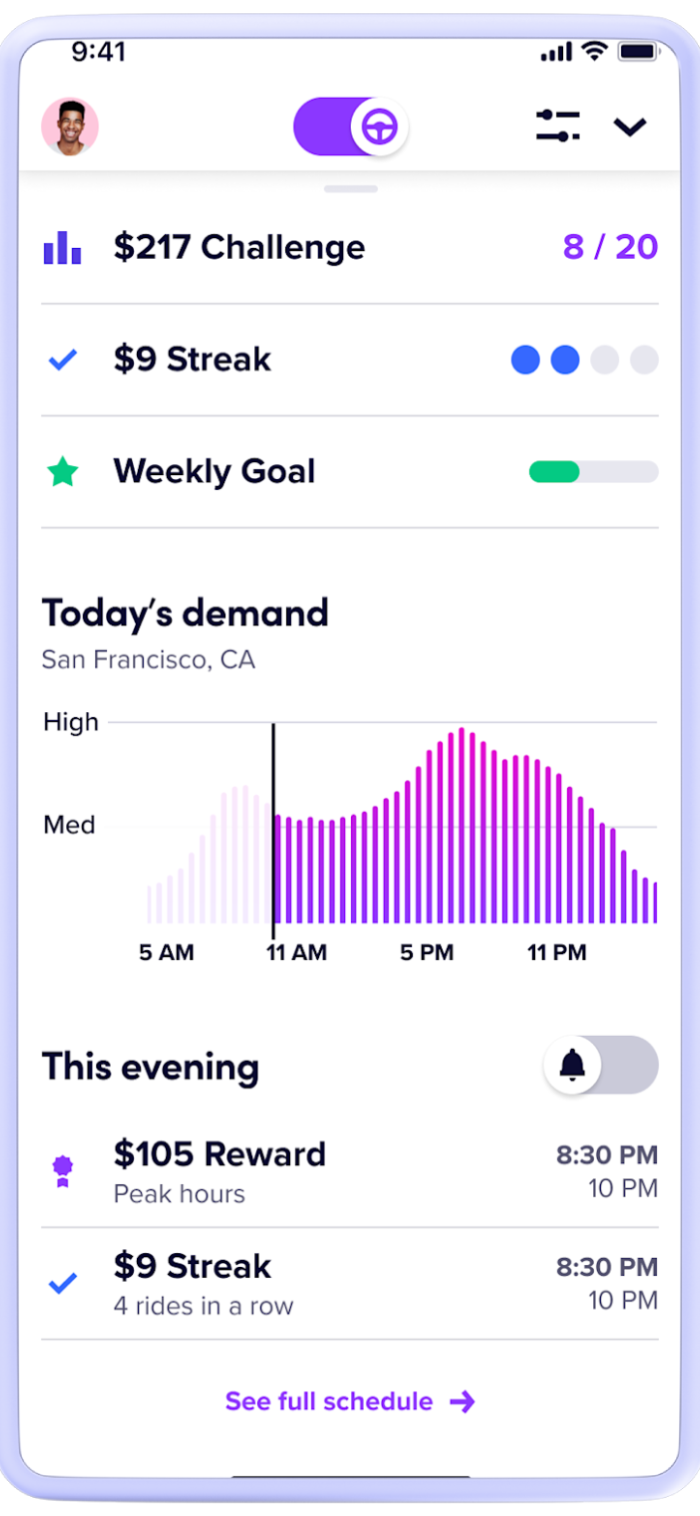 9:41
$217 Challenge 8 / 20
$9 Streak
Weekly Goal
Today's demand
San Francisco, CA
High
Med
5 AM 11 AM 5 PM 11 PM
This evening
$105 Reward 8:30 PM
Peak hours 10 PM
$9 Streak 8:30 PM
4 rides in a row 10 PM
See full schedule →